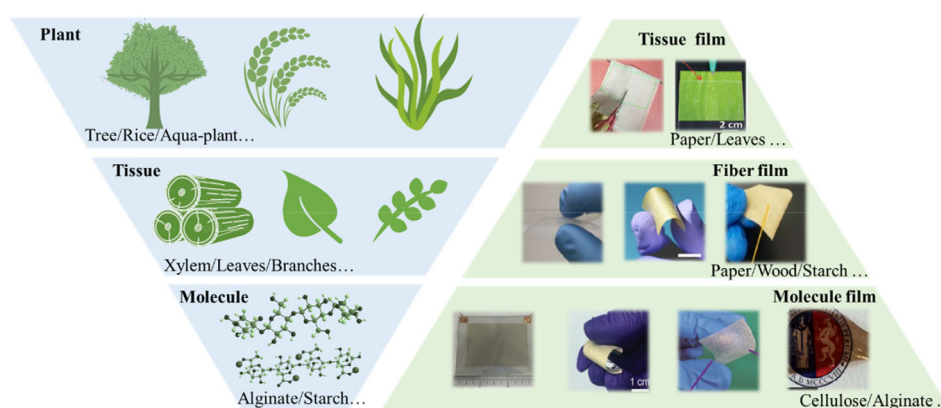 Plant
Tree/Rice/Aqua-plant…
Tissue
Xylem/Leaves/Branches…
Molecule
Alginate/Starch…
Tissue film
2 cm
Paper/Leaves …
Fiber film
Paper/Wood/Starch …
Molecule film
1 cm
Cellulose/Alginate .